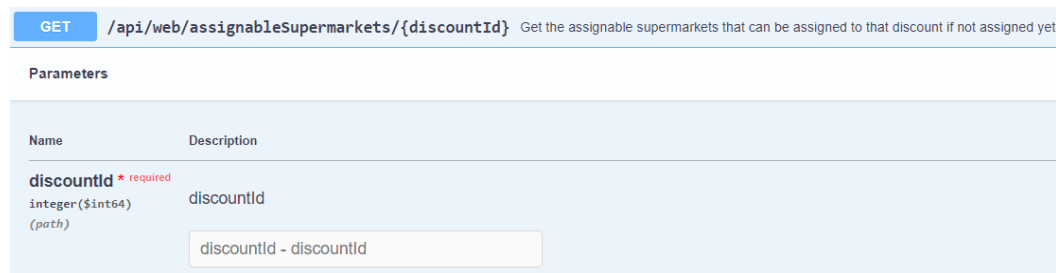 GET /api/web/assignableSupermarkets/{discountId} Get the assignable supermarkets that can be assigned to that discount if not assigned yet
Parameters
Name Description
discountId * required
integer($int64)
(path)
discountId
discountId - discountId